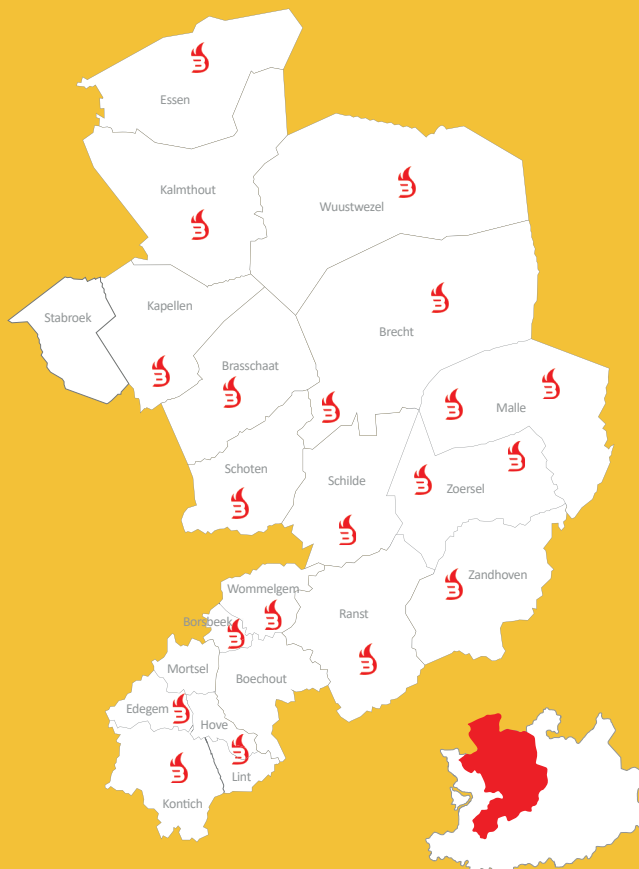 Essen
Kalmthout
Wuustwezel
Stabroek
Kapellen
Brecht
Brasschaat
Malle
Schoten
Schilde
Zoersel
Zandhoven
Wommelgem
Ranst
Borsbeek
Mortsel
Boechout
Edegem
Hove
Lint
Kontich